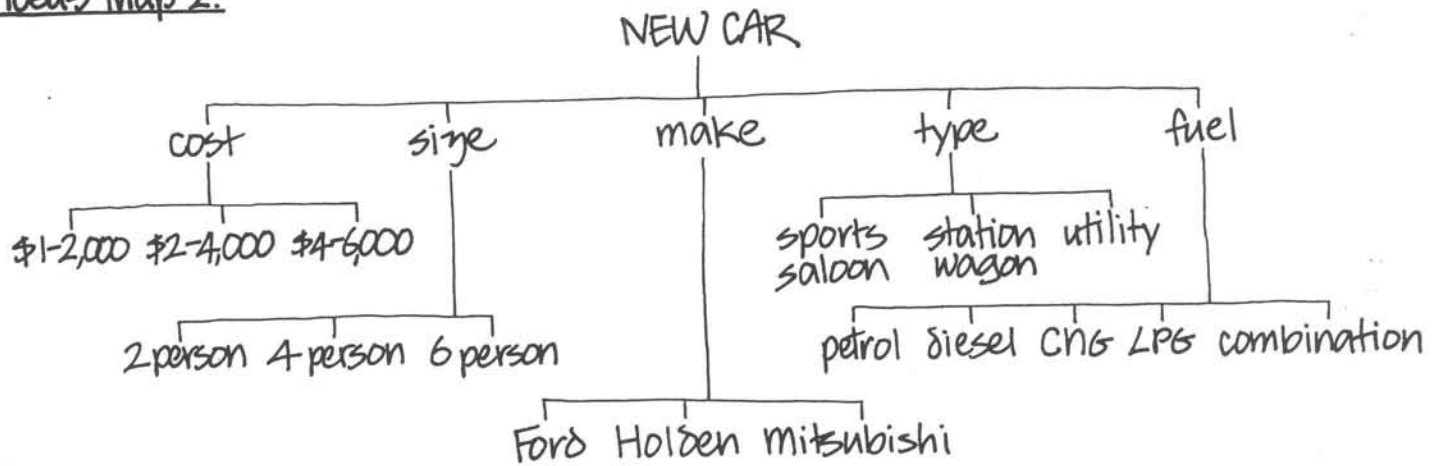 Ideas Map 2.
NEW CAR
cost size make type fuel
$1-2,000 $2-4,000 $4-6,000
sports station utility
saloon wagon
2 person 4 person 6 person
petrol diesel CNG LPG combination
Ford Holden Mitsubishi